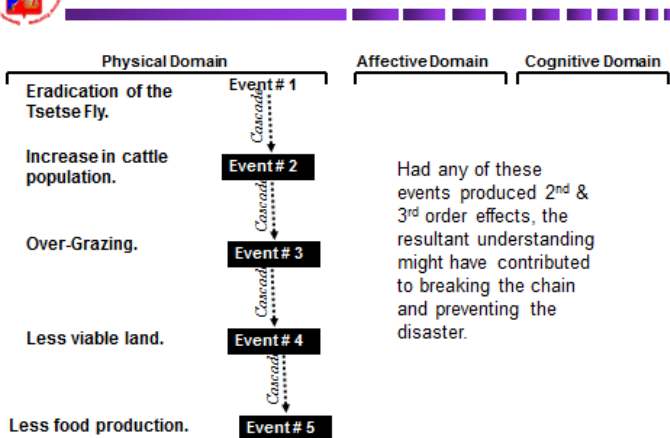 Physical Domain
Affective Domain
Cognitive Domain
Eradication of the
Tsetse Fly.
Event # 1
Cascade
Increase in cattle
population.
Event # 2
Cascade
Over-Grazing.
Event # 3
Cascade
Less viable land.
Event # 4
Cascade
Less food production.
Event # 5
Had any of these
events produced 2nd &
3rd order effects, the
resultant understanding
might have contributed
to breaking the chain
and preventing the
disaster.